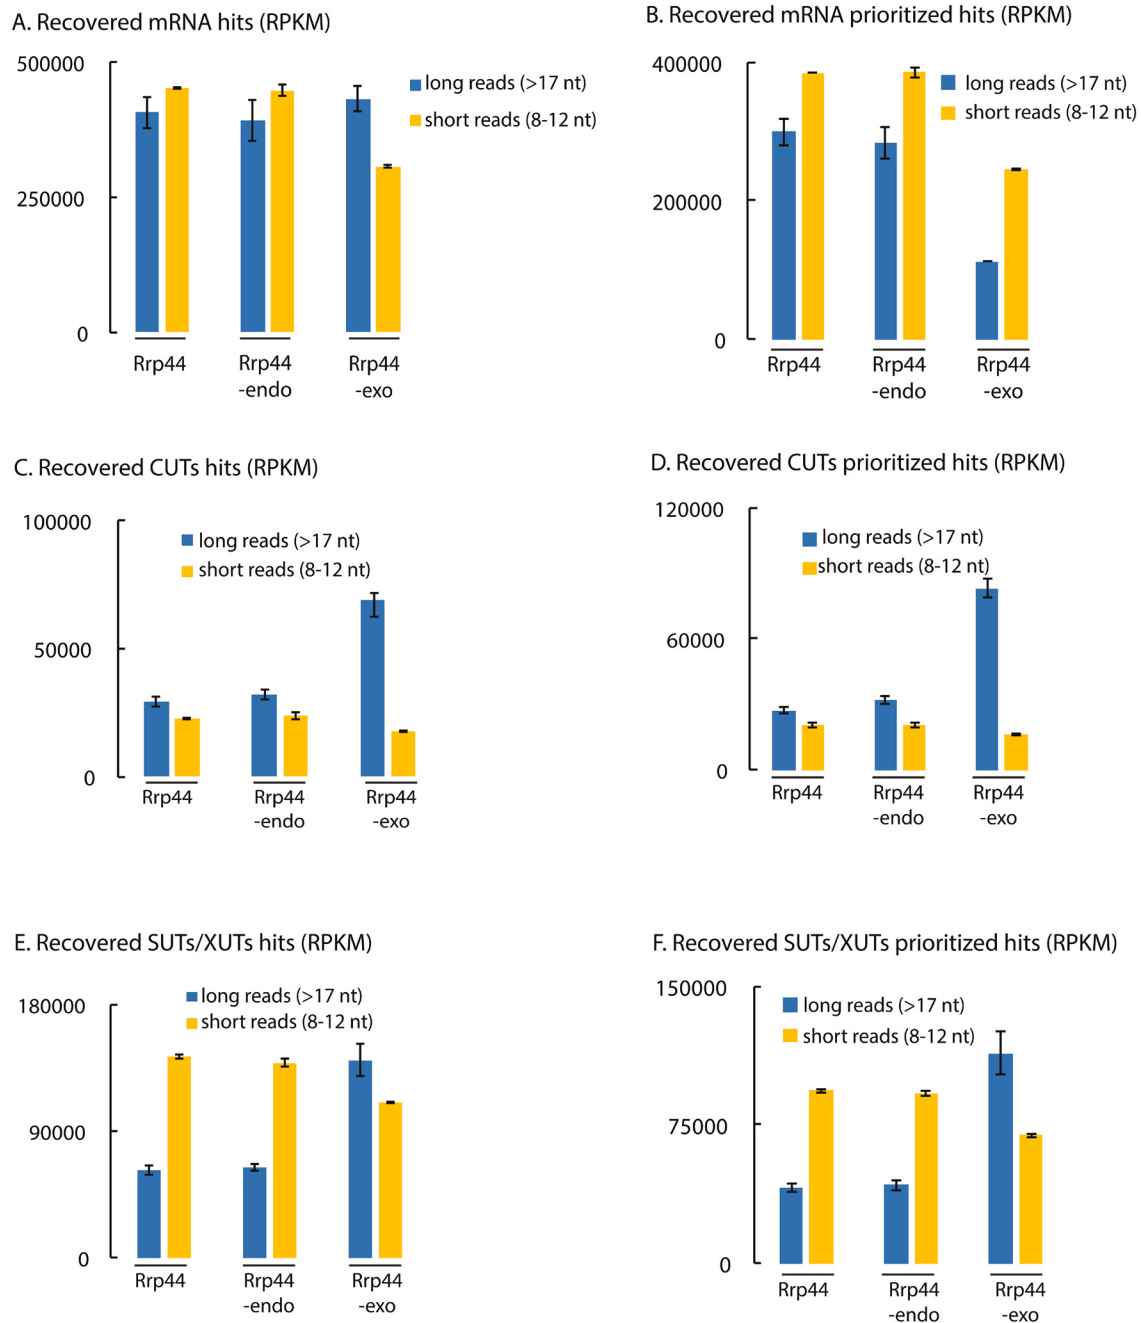 A. Recovered mRNA hits (RPKM)
500000
250000
0
long reads (>17 nt)
short reads (8-12 nt)
Rrp44
Rrp44
-endo
Rrp44
-exo
B. Recovered mRNA prioritized hits (RPKM)
400000
200000
0
long reads (>17 nt)
short reads (8-12 nt)
Rrp44
Rrp44
-endo
Rrp44
-exo
C. Recovered CUTs hits (RPKM)
100000
50000
0
long reads (>17 nt)
short reads (8-12 nt)
Rrp44
Rrp44
-endo
Rrp44
-exo
D. Recovered CUTs prioritized hits (RPKM)
120000
60000
0
long reads (>17 nt)
short reads (8-12 nt)
Rrp44
Rrp44
-endo
Rrp44
-exo
E. Recovered SUTs/XUTs hits (RPKM)
180000
90000
0
long reads (>17 nt)
short reads (8-12 nt)
Rrp44
Rrp44
-endo
Rrp44
-exo
F. Recovered SUTs/XUTs prioritized hits (RPKM)
150000
75000
0
long reads (>17 nt)
short reads (8-12 nt)
Rrp44
Rrp44
-endo
Rrp44
-exo